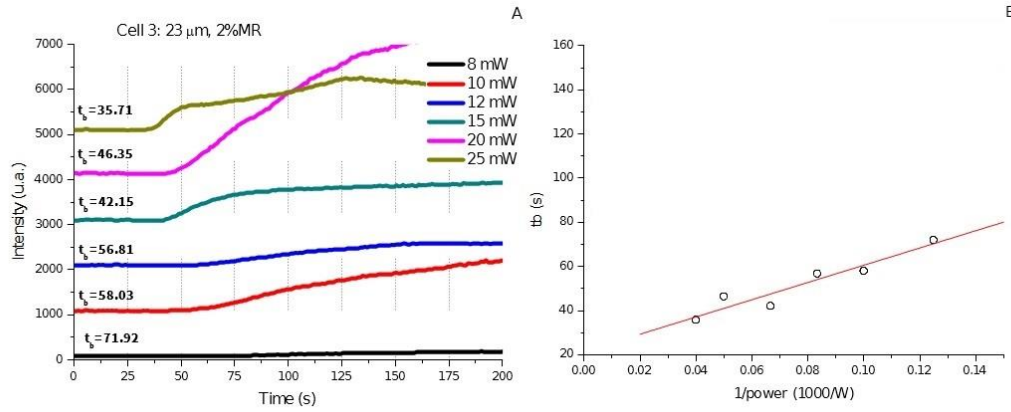 A
Cell 3: 23 μm, 2%MR
7000
6000
5000
4000
3000
2000
1000
0
Intensity (u.a.)
8 mW
10 mW
12 mW
15 mW
20 mW
25 mW
t_b=35.71
t_b=46.35
t_b=42.15
t_b=56.81
t_b=58.03
t_b=71.92
0 25 50 75 100 125 150 175 200
Time (s)
160
140
120
100
80
60
40
20
tb (s)
0.00 0.02 0.04 0.06 0.08 0.10 0.12 0.14
1/power (1000/W)